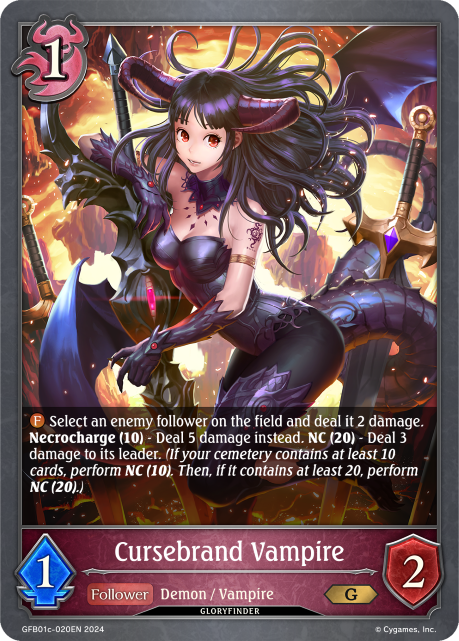 1
F Select an enemy follower on the field and deal it 2 damage.
Necrocharge (10) - Deal 5 damage instead. NC (20) - Deal 3
damage to its leader. (If your cemetery contains at least 10
cards, perform NC (10). Then, if it contains at least 20, perform
NC (20).)
Cursebrand Vampire
1
Follower Demon / Vampire G
2
GLORYFINDER
GFB01c-020EN 2024 © Cygames, Inc.